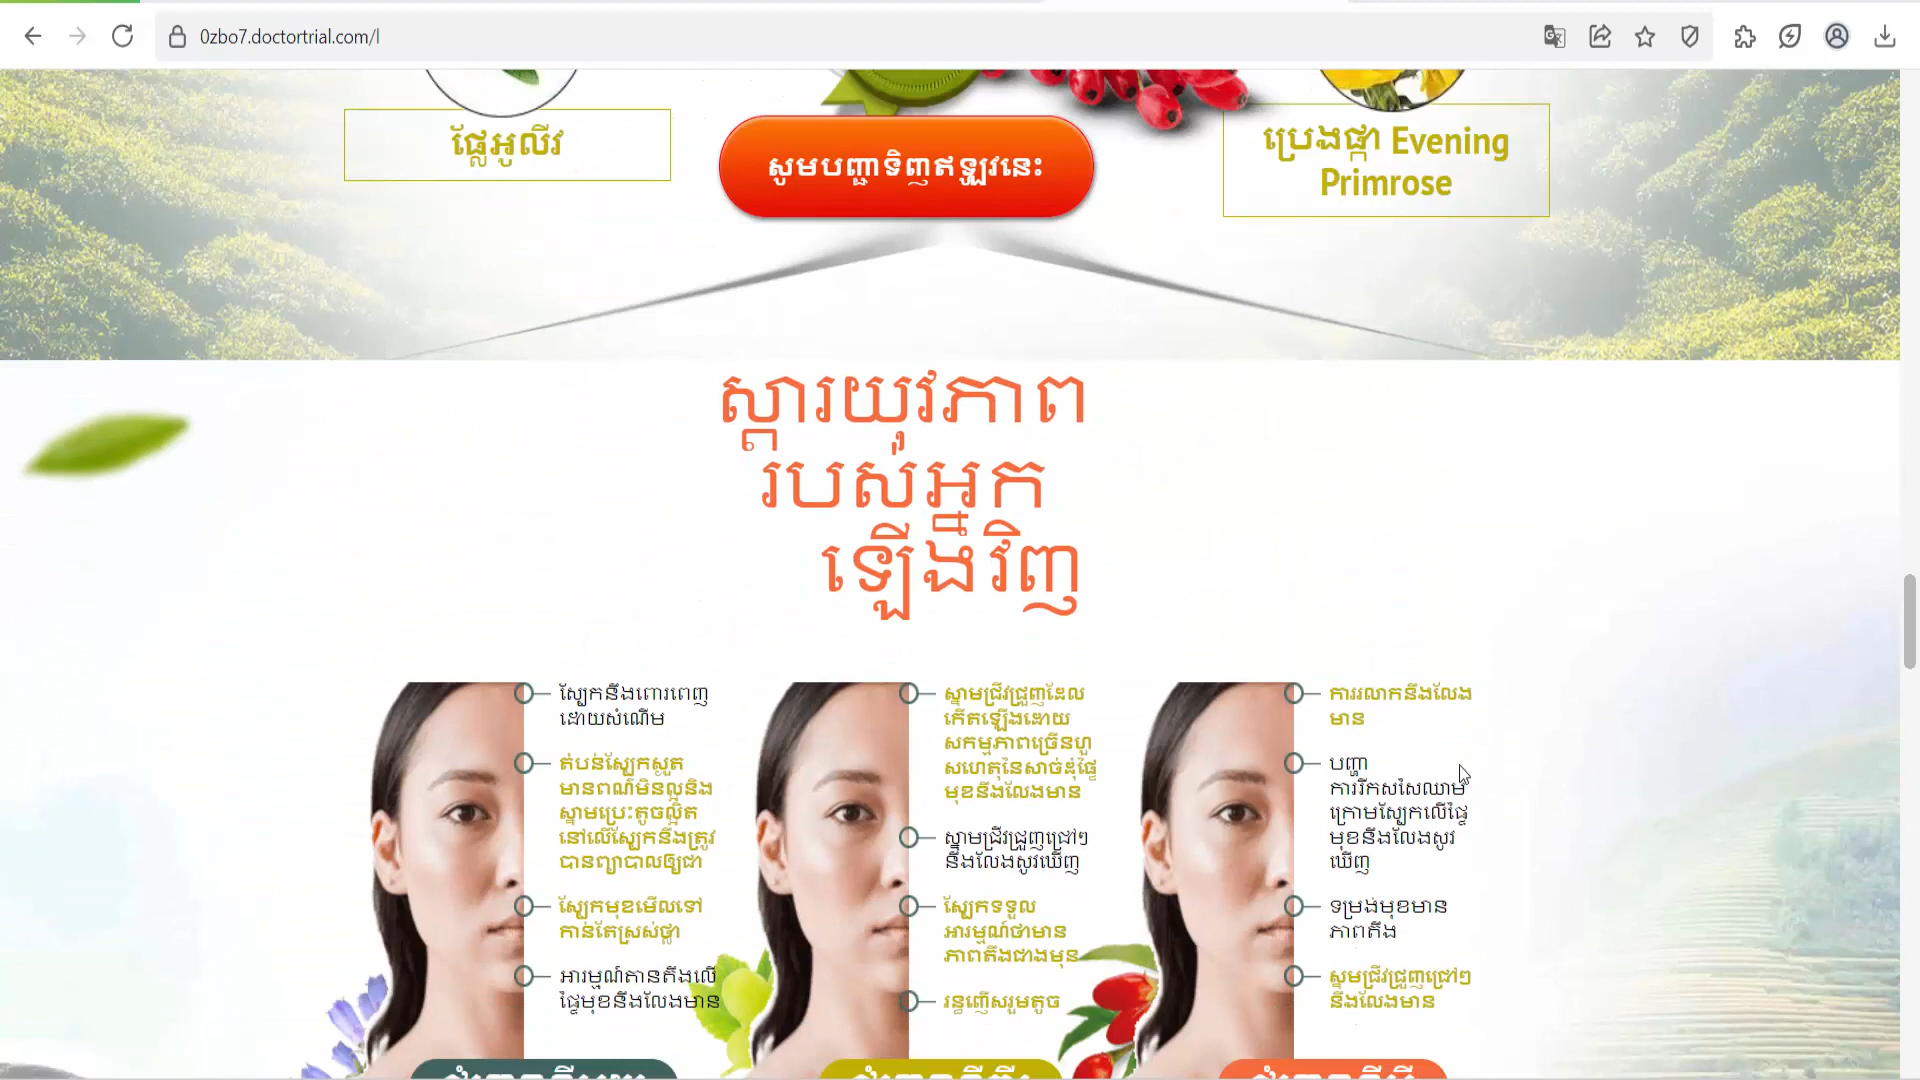 0zbo7.doctortrial.com/l
ផ្លែអូលីវ
សូមបញ្ជាទិញឥឡូវនេះ
ប្រេងផ្កា Evening
Primrose
ស្តារយុវភាព
របស់អ្នក
ឡើងវិញ
ស្បែកនឹងពោរពេញ
ដោយសំណើម
តំបន់ស្បែកស្ងួត
មានពណ៌មិនល្អនិង
ស្នាមប្រេះតូចល្អិត
នៅលើស្បែកនឹងត្រូវ
បានព្យាបាលឲ្យជា
ស្បែកមុខមើលទៅ
កាន់តែស្រស់ថ្លា
អារម្មណ៍តានតឹងលើ
ផ្ទៃមុខនឹងលែងមាន
ស្នាមជ្រីវជ្រួញដែល
កើតឡើងដោយ
សកម្មភាពច្រើនហួ
សហេតុនៃសាច់ដុំផ្ទៃ
មុខនឹងលែងមាន
ស្នាមជ្រីវជ្រួញជ្រៅៗ
នឹងលែងសូវឃើញ
ស្បែកទទួល
អារម្មណ៍ថាមាន
ភាពតឹងជាងមុន
រន្ធញើសរួមតូច
ការរលាកនឹងលែង
មាន
បញ្ហា
ការរីកសសៃឈាម
ក្រោមស្បែកលើផ្ទៃ
មុខនឹងលែងសូវ
ឃើញ
ទម្រង់មុខមាន
ភាពតឹង
ស្នមជ្រីវជ្រួញជ្រៅៗ
នឹងលែងមាន